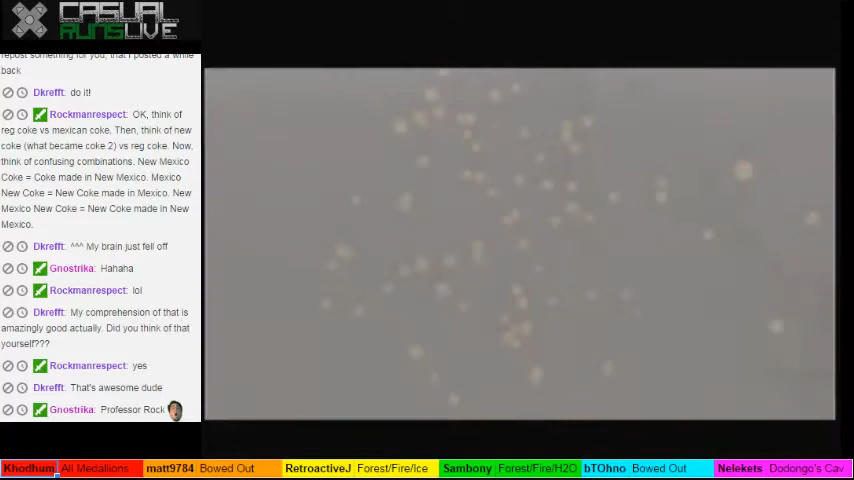 CASUAL
RUNSLIVE
repost something for you, that I posted a while
back
Dkrefft: do it!
Rockmanrespect: OK, think of
reg coke vs mexican coke. Then, think of new
coke (what became coke 2) vs reg coke. Now,
think of confusing combinations. New Mexico
Coke = Coke made in New Mexico. Mexico
New Coke = New Coke made in Mexico. New
Mexico New Coke = New Coke made in New
Mexico.
Dkrefft: ^^^ My brain just fell off
Gnostrika: Hahaha
Rockmanrespect: lol
Dkrefft: My comprehension of that is
amazingly good actually. Did you think of that
yourself???
Rockmanrespect: yes
Dkrefft: That's awesome dude
Gnostrika: Professor Rock
Khodhum All Medallions matt9784 Bowed Out RetroactiveJ Forest/Fire/Ice Sambony Forest/Fire/H2O bTOhno Bowed Out Nelekets Dodongo's Cav